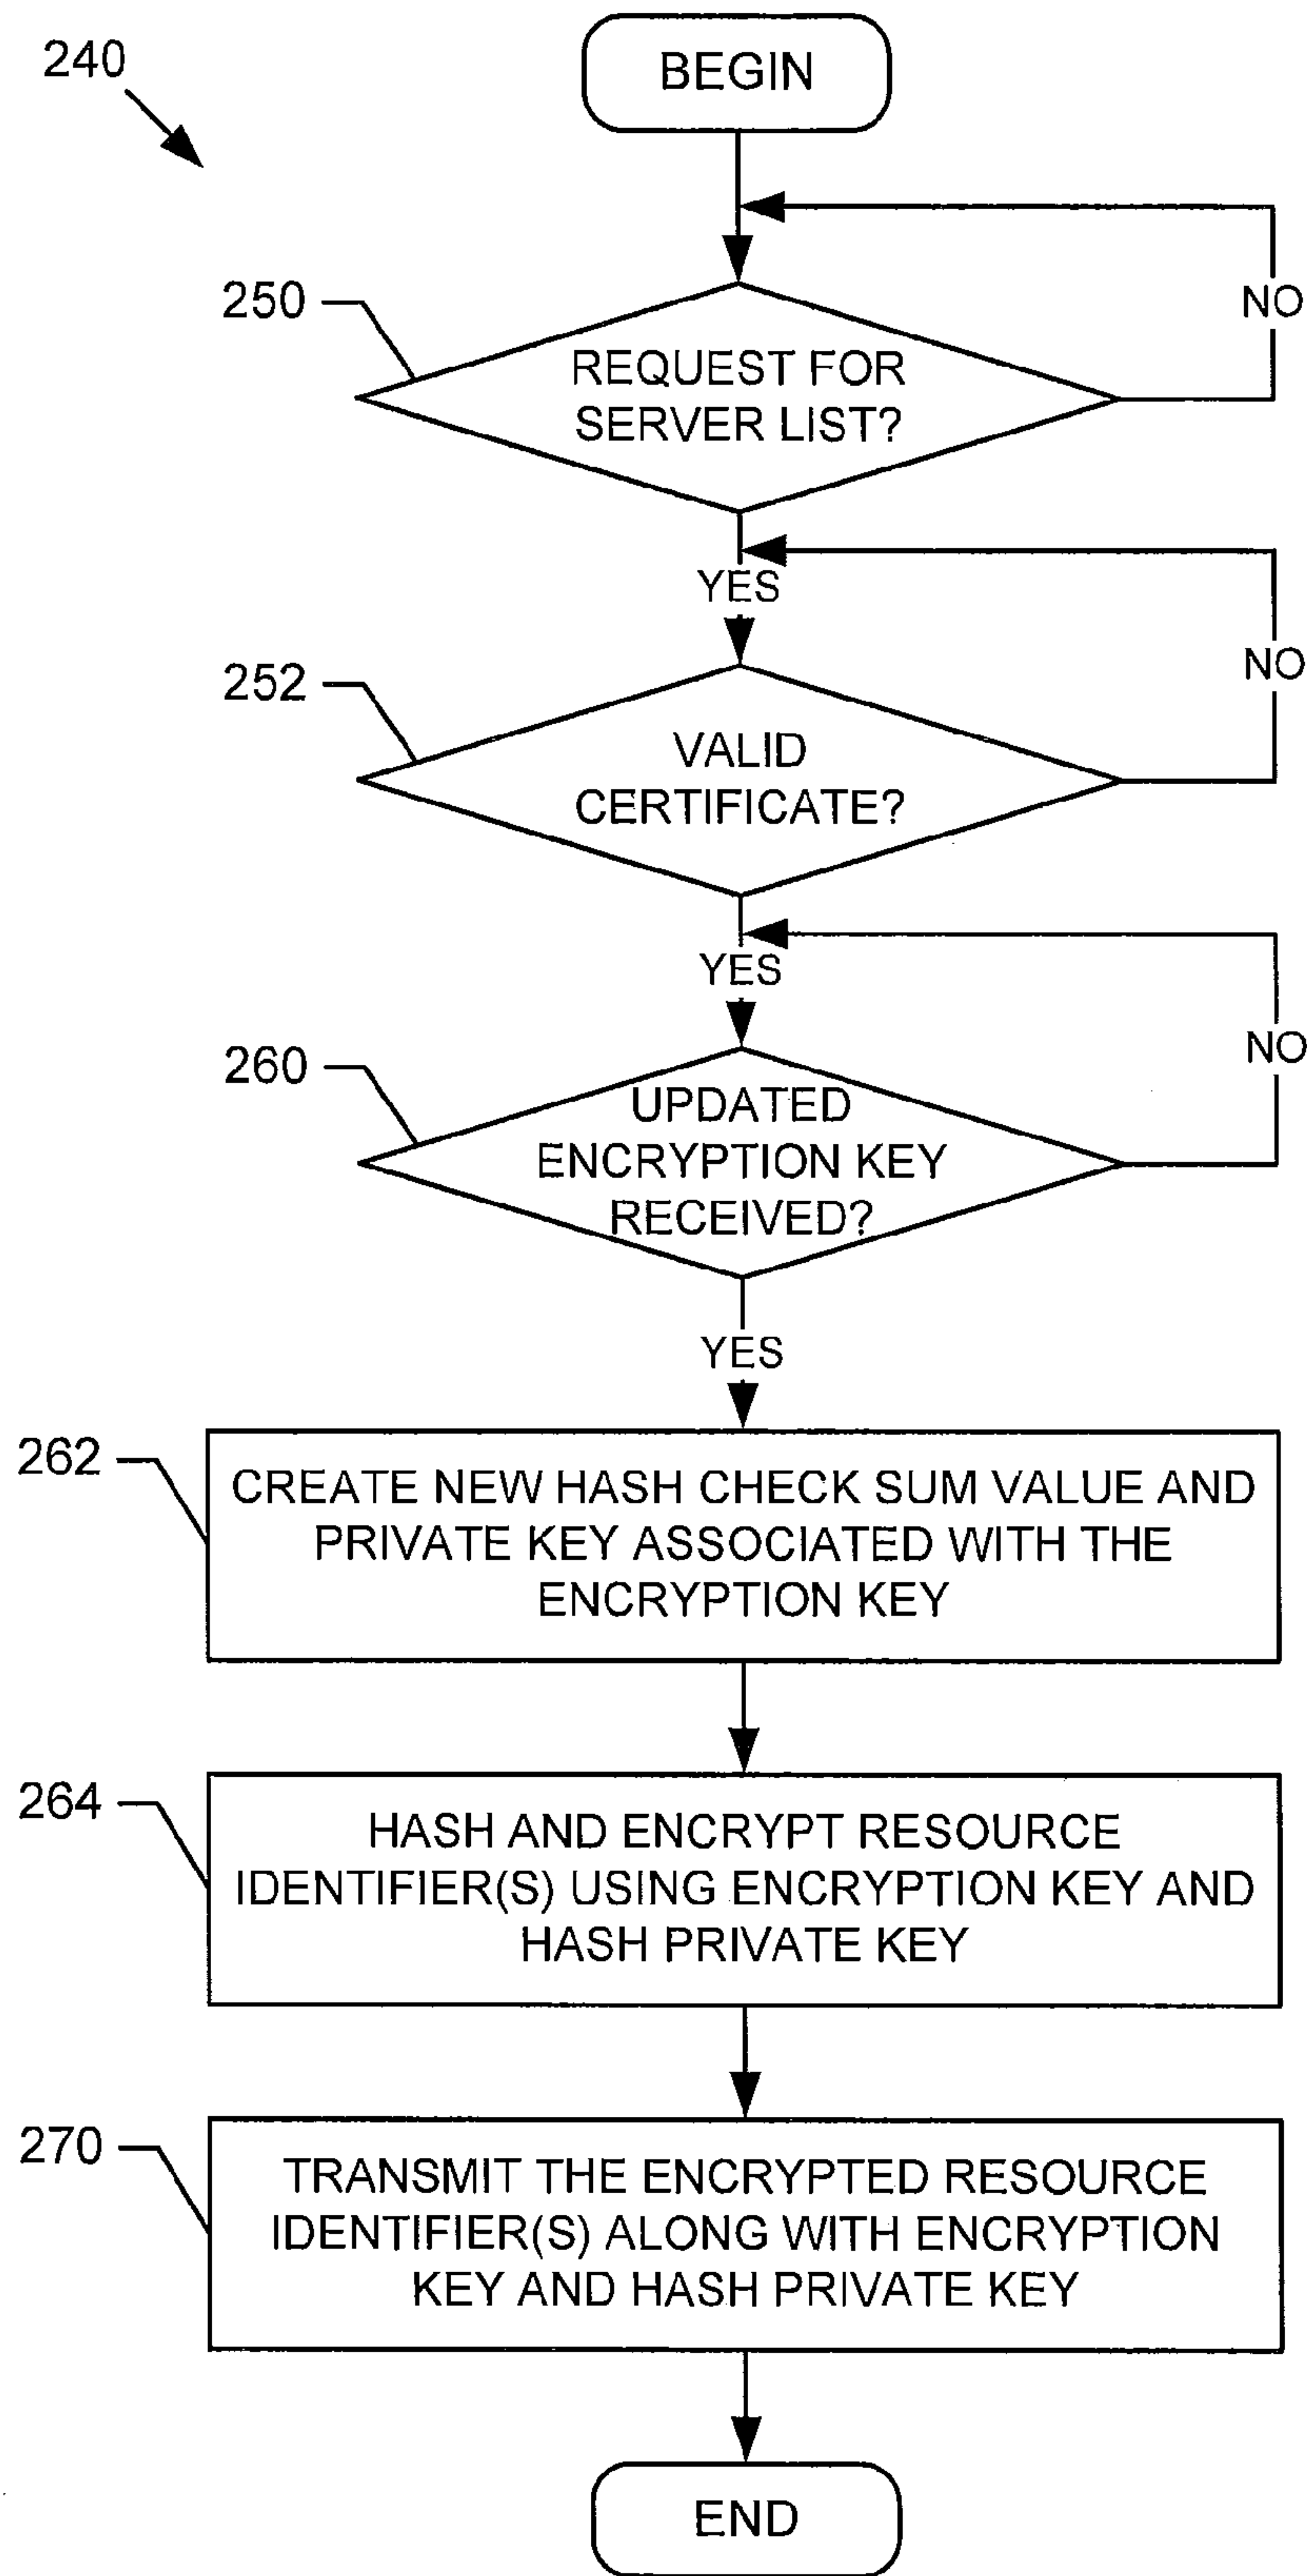 240
BEGIN
NO
250
REQUEST FOR
SERVER LIST?
YES
NO
252
VALID
CERTIFICATE?
YES
NO
260
UPDATED
ENCRYPTION KEY
RECEIVED?
YES
262
CREATE NEW HASH CHECK SUM VALUE AND
PRIVATE KEY ASSOCIATED WITH THE
ENCRYPTION KEY
264
HASH AND ENCRYPT RESOURCE
IDENTIFIER(S) USING ENCRYPTION KEY AND
HASH PRIVATE KEY
270
TRANSMIT THE ENCRYPTED RESOURCE
IDENTIFIER(S) ALONG WITH ENCRYPTION
KEY AND HASH PRIVATE KEY
END